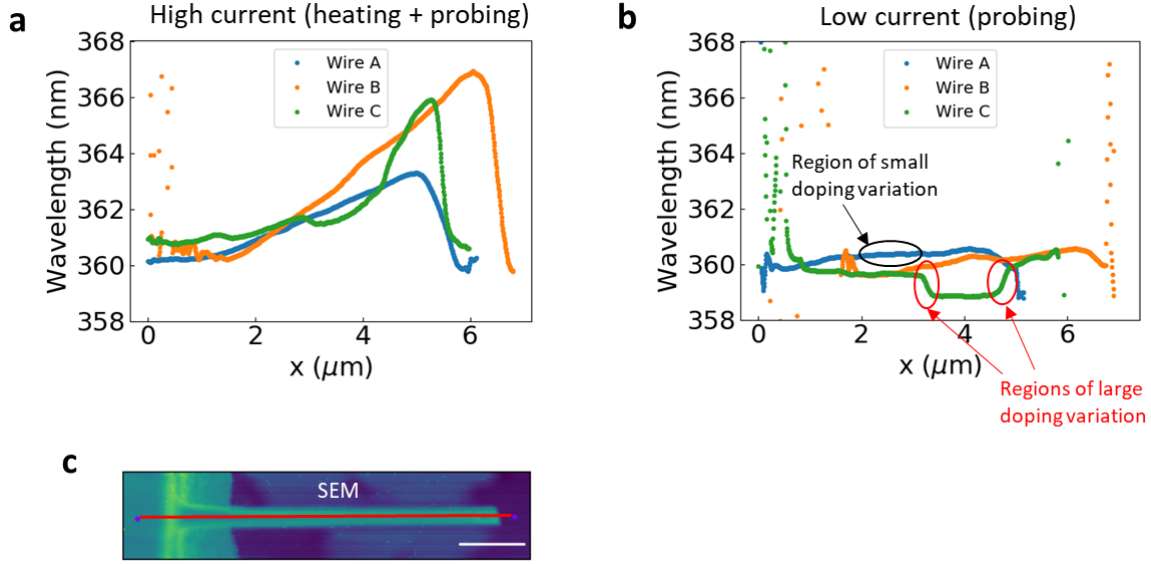 a
High current (heating + probing)
368
366
364
362
360
358
Wavelength (nm)
Wire A
Wire B
Wire C
0
2
4
6
x (μm)
b
Low current (probing)
368
366
364
362
360
358
Wavelength (nm)
Wire A
Wire B
Wire C
Region of small
doping variation
0
2
4
6
x (μm)
Regions of large
doping variation
c
SEM